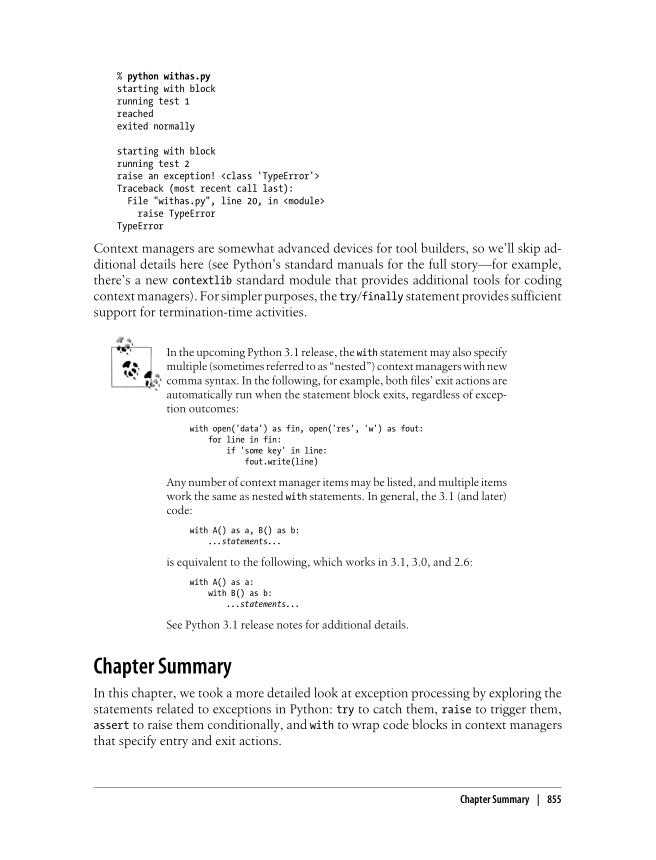 % python withas.py
starting with block
running test 1
reached
exited normally
starting with block
running test 2
raise an exception! <class 'TypeError'>
Traceback (most recent call last):
  File "withas.py", line 20, in <module>
    raise TypeError
TypeError
Context managers are somewhat advanced devices for tool builders, so we'll skip ad-
ditional details here (see Python's standard manuals for the full story—for example,
there's a new contextlib standard module that provides additional tools for coding
context managers). For simpler purposes, the try/finally statement provides sufficient
support for termination-time activities.
In the upcoming Python 3.1 release, the with statement may also specify
multiple (sometimes referred to as “nested”) context managers with new
comma syntax. In the following, for example, both files' exit actions are
automatically run when the statement block exits, regardless of excep-
tion outcomes:
with open('data') as fin, open('res', 'w') as fout:
    for line in fin:
        if 'some key' in line:
            fout.write(line)
Any number of context manager items may be listed, and multiple items
work the same as nested with statements. In general, the 3.1 (and later)
code:
with A() as a, B() as b:
    ...statements...
is equivalent to the following, which works in 3.1, 3.0, and 2.6:
with A() as a:
    with B() as b:
        ...statements...
See Python 3.1 release notes for additional details.
Chapter Summary
In this chapter, we took a more detailed look at exception processing by exploring the
statements related to exceptions in Python: try to catch them, raise to trigger them,
assert to raise them conditionally, and with to wrap code blocks in context managers
that specify entry and exit actions.
Chapter Summary | 855